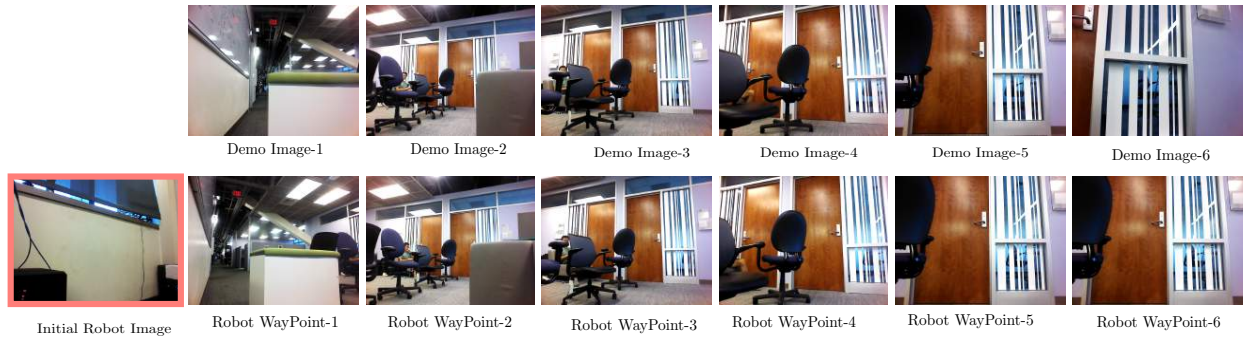 Demo Image-1
Demo Image-2
Demo Image-3
Demo Image-4
Demo Image-5
Demo Image-6
Initial Robot Image
Robot WayPoint-1
Robot WayPoint-2
Robot WayPoint-3
Robot WayPoint-4
Robot WayPoint-5
Robot WayPoint-6